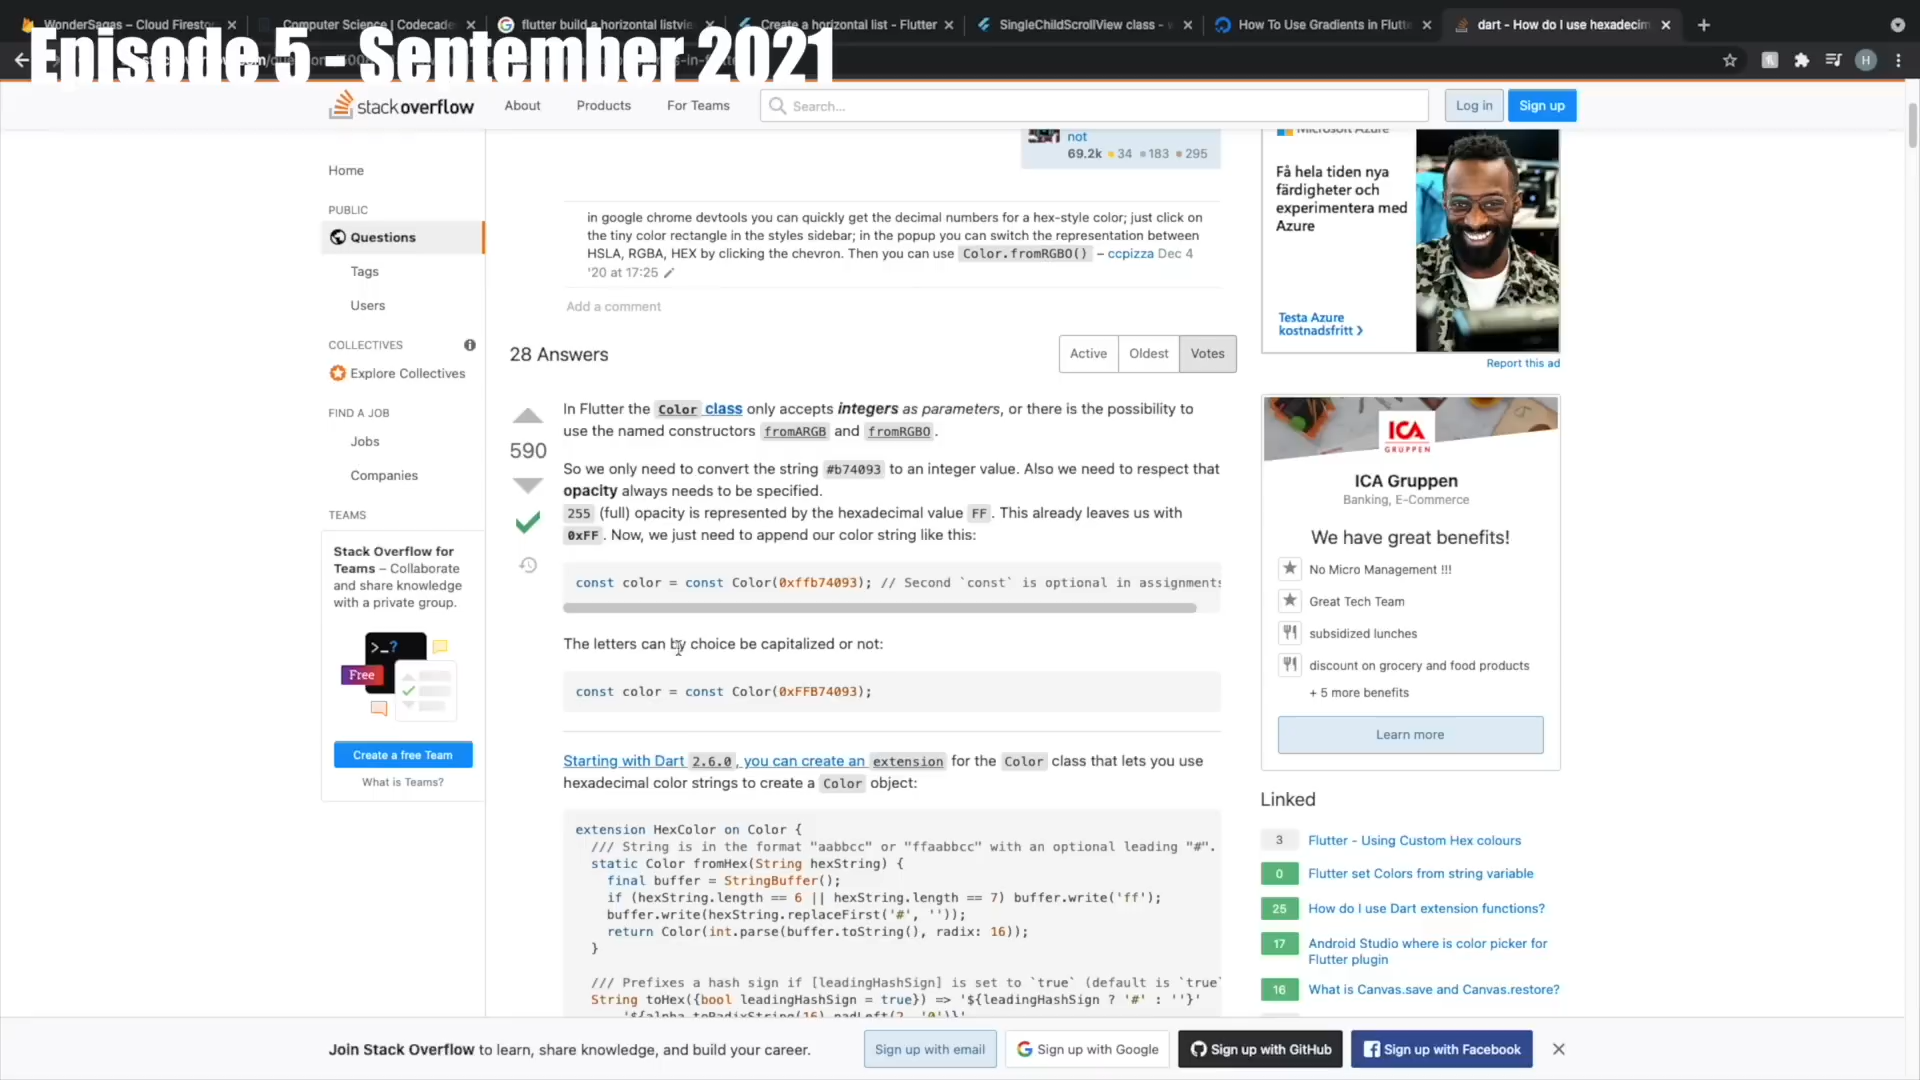 WonderSagas – Cloud Firesto
Computer Science | Codecade
flutter build a horizontal listvie
Create a horizontal list - Flutter
SingleChildScrollView class -
How To Use Gradients in Flutt
dart - How do I use hexadecim
Episode 5 – September 2021
H
stackoverflow
About
Products
For Teams
Search...
Log in
Sign up
Home
PUBLIC
Questions
Tags
Users
COLLECTIVES
Explore Collectives
FIND A JOB
Jobs
Companies
TEAMS
Stack Overflow for
Teams – Collaborate
and share knowledge
with a private group.
>_?
Free
Create a free Team
What is Teams?
not
69.2k 34 183 295
in google chrome devtools you can quickly get the decimal numbers for a hex-style color; just click on
the tiny color rectangle in the styles sidebar; in the popup you can switch the representation between
HSLA, RGBA, HEX by clicking the chevron. Then you can use Color.fromRGBO() – ccpizza Dec 4
'20 at 17:25
Add a comment
28 Answers
Active
Oldest
Votes
590
In Flutter the Color class only accepts integers as parameters, or there is the possibility to
use the named constructors fromARGB and fromRGBO.
So we only need to convert the string #b74093 to an integer value. Also we need to respect that
opacity always needs to be specified.
255 (full) opacity is represented by the hexadecimal value FF. This already leaves us with
0xFF. Now, we just need to append our color string like this:
const color = const Color(0xffb74093); // Second `const` is optional in assignments
The letters can by choice be capitalized or not:
const color = const Color(0xFFB74093);
Starting with Dart 2.6.0, you can create an extension for the Color class that lets you use
hexadecimal color strings to create a Color object:
extension HexColor on Color {
/// String is in the format "aabbcc" or "ffaabbcc" with an optional leading "#".
static Color fromHex(String hexString) {
final buffer = StringBuffer();
if (hexString.length == 6 || hexString.length == 7) buffer.write('ff');
buffer.write(hexString.replaceFirst('#', ''));
return Color(int.parse(buffer.toString(), radix: 16));
}
/// Prefixes a hash sign if [leadingHashSign] is set to `true` (default is `true`
String toHex({bool leadingHashSign = true}) => '${leadingHashSign ? '#' : ''}'
'${alpha.toRadixString(16).padLeft(2, '0')}'
Microsoft Azure
Få hela tiden nya
färdigheter och
experimentera med
Azure
Testa Azure
kostnadsfritt
Report this ad
ICA
GRUPPEN
ICA Gruppen
Banking, E-Commerce
We have great benefits!
No Micro Management !!!
Great Tech Team
subsidized lunches
discount on grocery and food products
+ 5 more benefits
Learn more
Linked
3 Flutter - Using Custom Hex colours
0 Flutter set Colors from string variable
25 How do I use Dart extension functions?
17 Android Studio where is color picker for
Flutter plugin
16 What is Canvas.save and Canvas.restore?
Join Stack Overflow to learn, share knowledge, and build your career.
Sign up with email
Sign up with Google
Sign up with GitHub
Sign up with Facebook